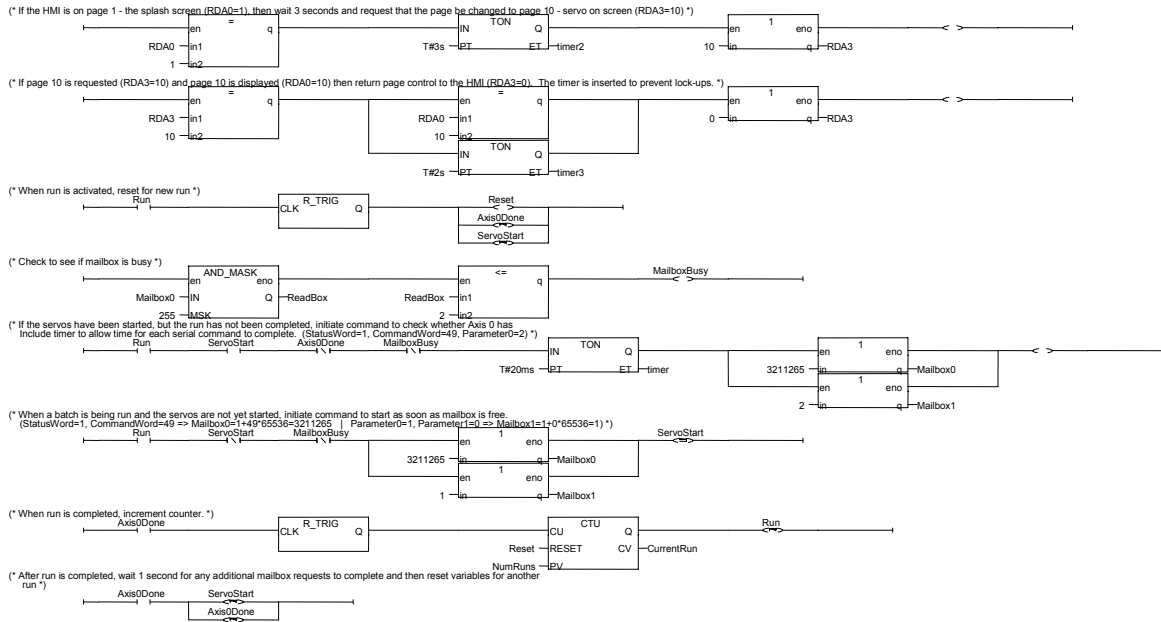 (* If the HMI is on page 1 - the splash screen (RDA0=1), then wait 3 seconds and request that the page be changed to page 10 - servo on screen (RDA3=10) *)
= TON 1
en q IN Q en eno
RDA0 in1 T#3s PT ET timer2 10 in q RDA3
1 in2
(* If page 10 is requested (RDA3=10) and page 10 is displayed (RDA0=10) then return page control to the HMI (RDA3=0). The timer is inserted to prevent lock-ups. *)
= = 1
en q en q en eno
RDA3 in1 RDA0 in1 0 in q RDA3
10 in2 10 in2
TON
IN Q
T#2s PT ET timer3
(* When run is activated, reset for new run *)
Run R_TRIG Reset
CLK Q
Axis0Done
ServoStart
(* Check to see if mailbox is busy *)
AND_MASK <= MailboxBusy
en eno en q
Mailbox0 IN Q ReadBox ReadBox in1
255 MSK 2 in2
(* If the servos have been started, but the run has not been completed, initiate command to check whether Axis 0 has
Include timer to allow time for each serial command to complete. (StatusWord=1, CommandWord=49, Parameter0=2) *)
Run ServoStart Axis0Done MailboxBusy TON 1
IN Q en eno
T#20ms PT ET timer 3211265 in q Mailbox0
1
en eno
2 in q Mailbox1
(* When a batch is being run and the servos are not yet started, initiate command to start as soon as mailbox is free.
(StatusWord=1, CommandWord=49 => Mailbox0=1+49*65536=3211265 | Parameter0=1, Parameter1=0 => Mailbox1=1+0*65536=1) *)
Run ServoStart MailboxBusy 1 ServoStart
en eno
3211265 in q Mailbox0
1
en eno
1 in q Mailbox1
(* When run is completed, increment counter. *)
Axis0Done R_TRIG CTU Run
CLK Q CU Q
Reset RESET CV CurrentRun
NumRuns PV
(* After run is completed, wait 1 second for any additional mailbox requests to complete and then reset variables for another
run *)
Axis0Done ServoStart
Axis0Done